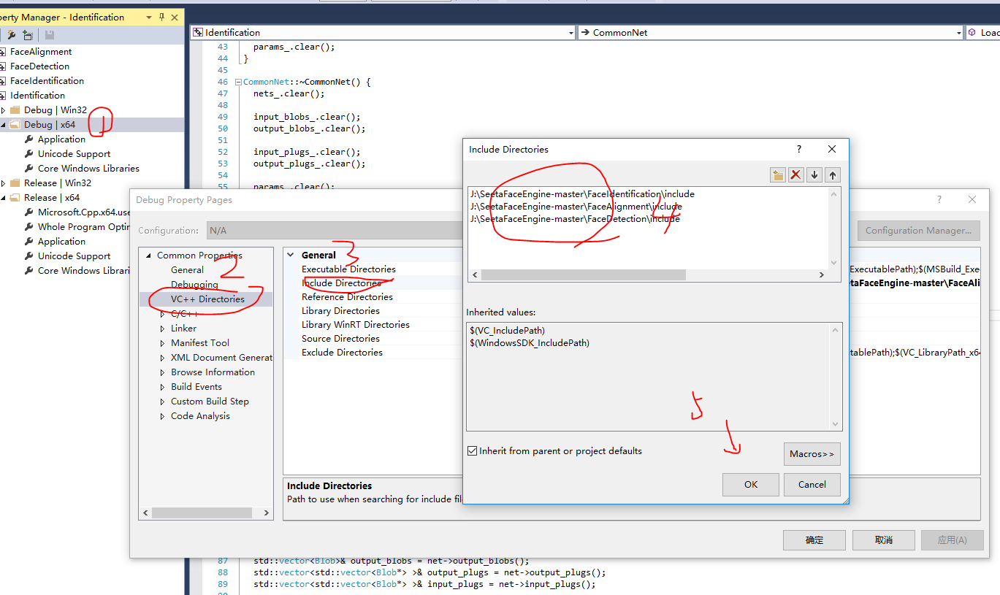 perty Manager - Identification
FaceAlignment
FaceDetection
FaceIdentification
Identification
Debug | Win32
Debug | x64
1
Application
Unicode Support
Core Windows Libraries
Release | Win32
Release | x64
Microsoft.Cpp.x64.use
Whole Program Optin
Application
Unicode Support
Core Windows Librari
Identification
CommonNet
Loac
43 params_.clear();
44 }
45
46 CommonNet::~CommonNet() {
47 nets_.clear();
48
49 input_blobs_.clear();
50 output_blobs_.clear();
51
52 input_plugs_.clear();
53 output_plugs_.clear();
54
55 params_.clear();
Debug Property Pages
Configuration: N/A
Configuration Manager...
Common Properties
2
General
Debugging
VC++ Directories
C/C++
Linker
Manifest Tool
XML Document Generat
Browse Information
Build Events
Custom Build Step
Code Analysis
General
3
Executable Directories
Include Directories
Reference Directories
Library Directories
Library WinRT Directories
Source Directories
Exclude Directories
ExecutablePath);$(MSBuild_Exec
etaFaceEngine-master\FaceAli
tablePath);$(VC_LibraryPath_x64
Include Directories
Path to use when searching for include fil
确定
取消
应用(A)
Include Directories
J:\SeetaFaceEngine-master\FaceIdentification\include
J:\SeetaFaceEngine-master\FaceAlignment\include
J:\SeetaFaceEngine-master\FaceDetection\include
4
Inherited values:
$(VC_IncludePath)
$(WindowsSDK_IncludePath)
5
Inherit from parent or project defaults
Macros>>
OK
Cancel
87 std::vector<Blob>& output_blobs = net->output_blobs();
88 std::vector<std::vector<Blob*> >& output_plugs = net->output_plugs();
89 std::vector<std::vector<Blob*> >& input_plugs = net->input_plugs();